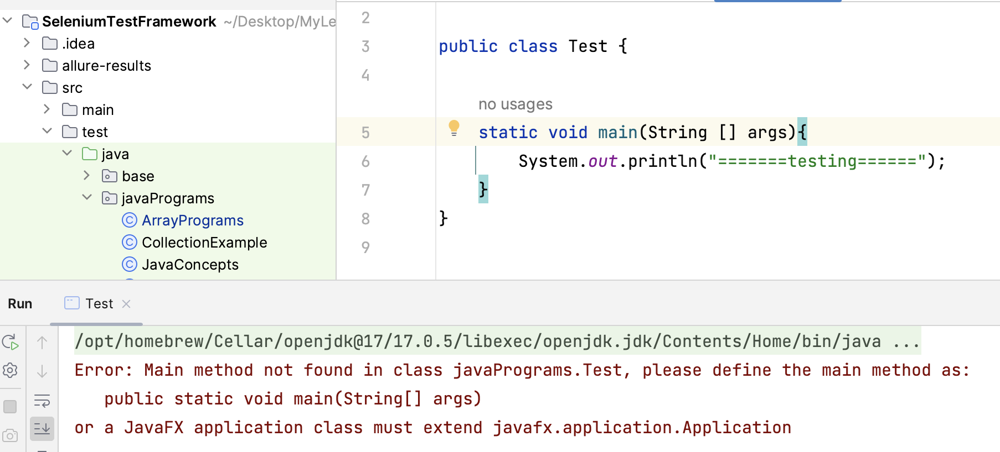 SeleniumTestFramework ~/Desktop/MyLe
.idea
allure-results
src
main
test
java
base
javaPrograms
ArrayPrograms
CollectionExample
JavaConcepts
2
3 public class Test {
4
no usages
5 static void main(String [] args){
6 System.out.println("=======testing======");
7 }
8 }
9
Run Test
/opt/homebrew/Cellar/openjdk@17/17.0.5/libexec/openjdk.jdk/Contents/Home/bin/java ...
Error: Main method not found in class javaPrograms.Test, please define the main method as:
public static void main(String[] args)
or a JavaFX application class must extend javafx.application.Application